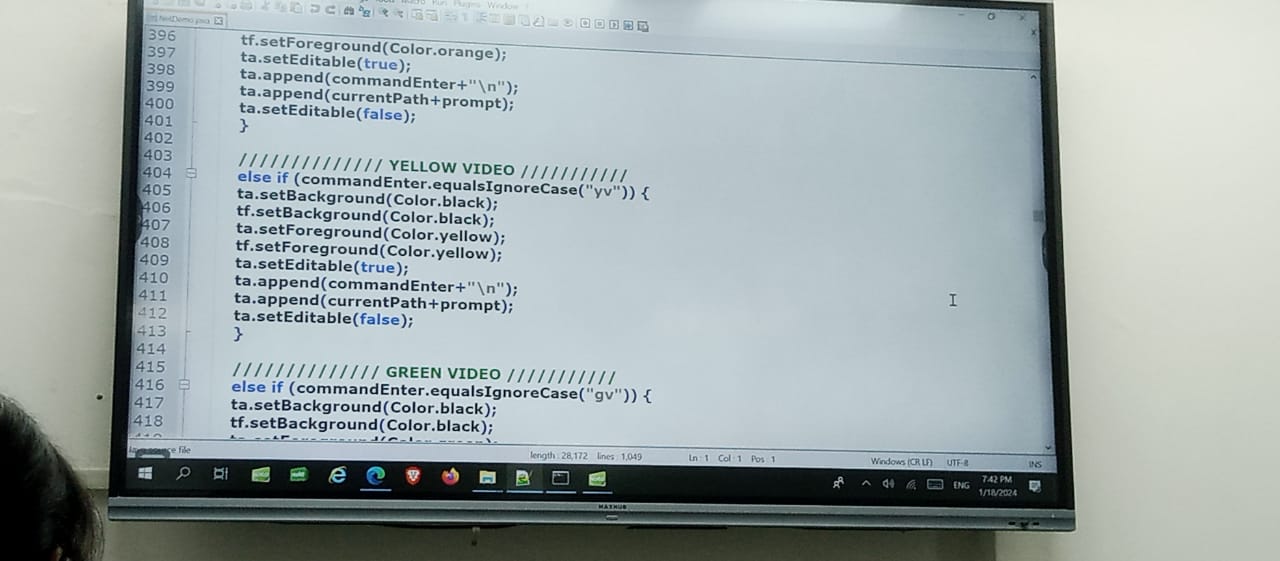 Run Plugins Window
NetDemo.java
396 tf.setForeground(Color.orange);
397 ta.setEditable(true);
398 ta.append(commandEnter+"\n");
399 ta.append(currentPath+prompt);
400 ta.setEditable(false);
401 }
402
403 ////////////// YELLOW VIDEO ///////////
404 else if (commandEnter.equalsIgnoreCase("yv")) {
405 ta.setBackground(Color.black);
406 tf.setBackground(Color.black);
407 ta.setForeground(Color.yellow);
408 tf.setForeground(Color.yellow);
409 ta.setEditable(true);
410 ta.append(commandEnter+"\n");
411 ta.append(currentPath+prompt);
412 ta.setEditable(false);
413 }
414
415 ////////////// GREEN VIDEO ///////////
416 else if (commandEnter.equalsIgnoreCase("gv")) {
417 ta.setBackground(Color.black);
418 tf.setBackground(Color.black);
file length : 28,172 lines : 1,049 Ln : 1 Col : 1 Pos : 1 Windows (CR LF) UTF-8 INS
ENG 7:42 PM
1/18/2024
MAXHUB